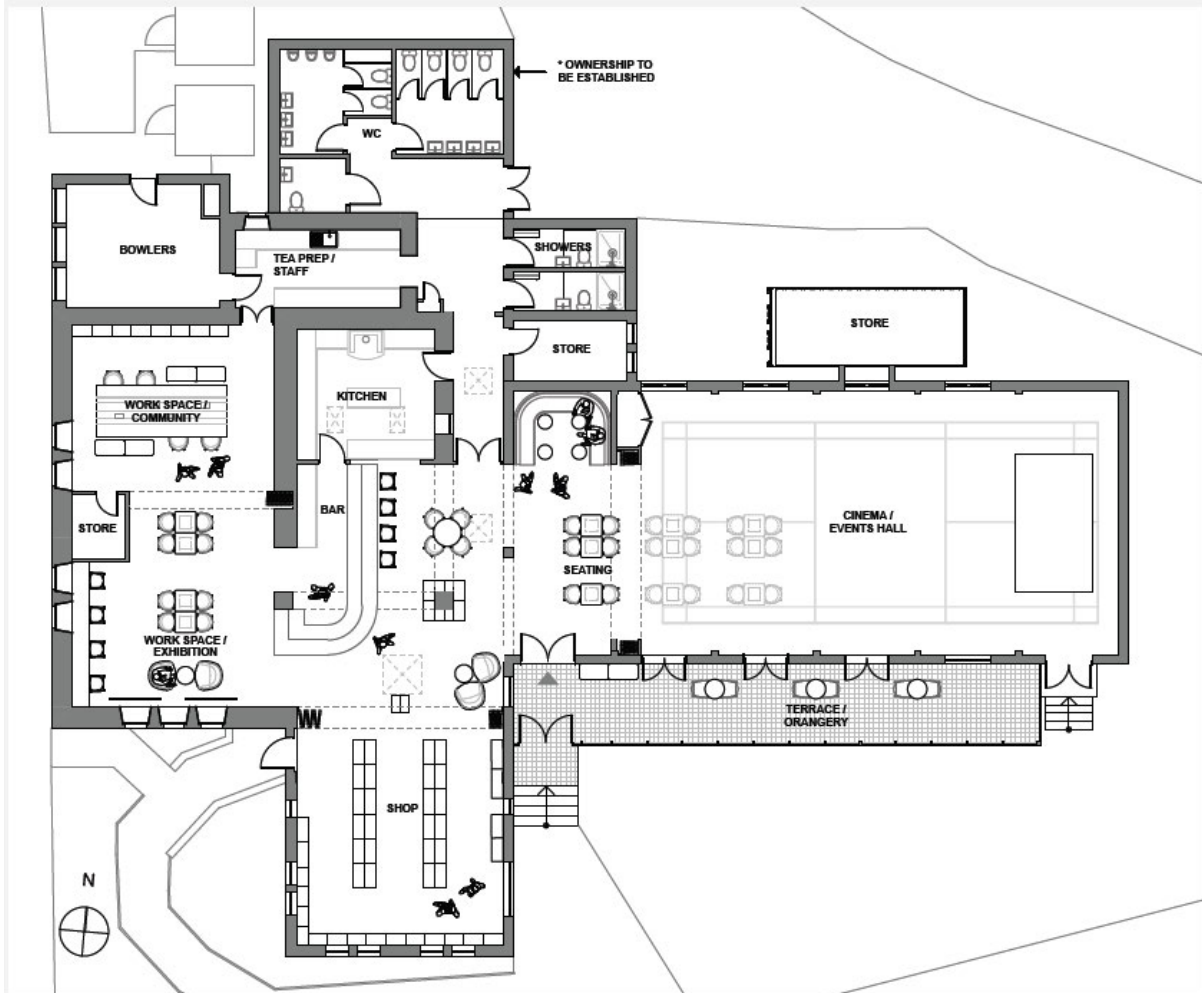 * OWNERSHIP TO
BE ESTABLISHED
WC
BOWLERS
TEA PREP /
STAFF
SHOWERS
STORE
STORE
KITCHEN
WORK SPACE /
COMMUNITY
BAR
STORE
CINEMA /
EVENTS HALL
SEATING
WORK SPACE /
EXHIBITION
TERRACE /
ORANGERY
SHOP
N